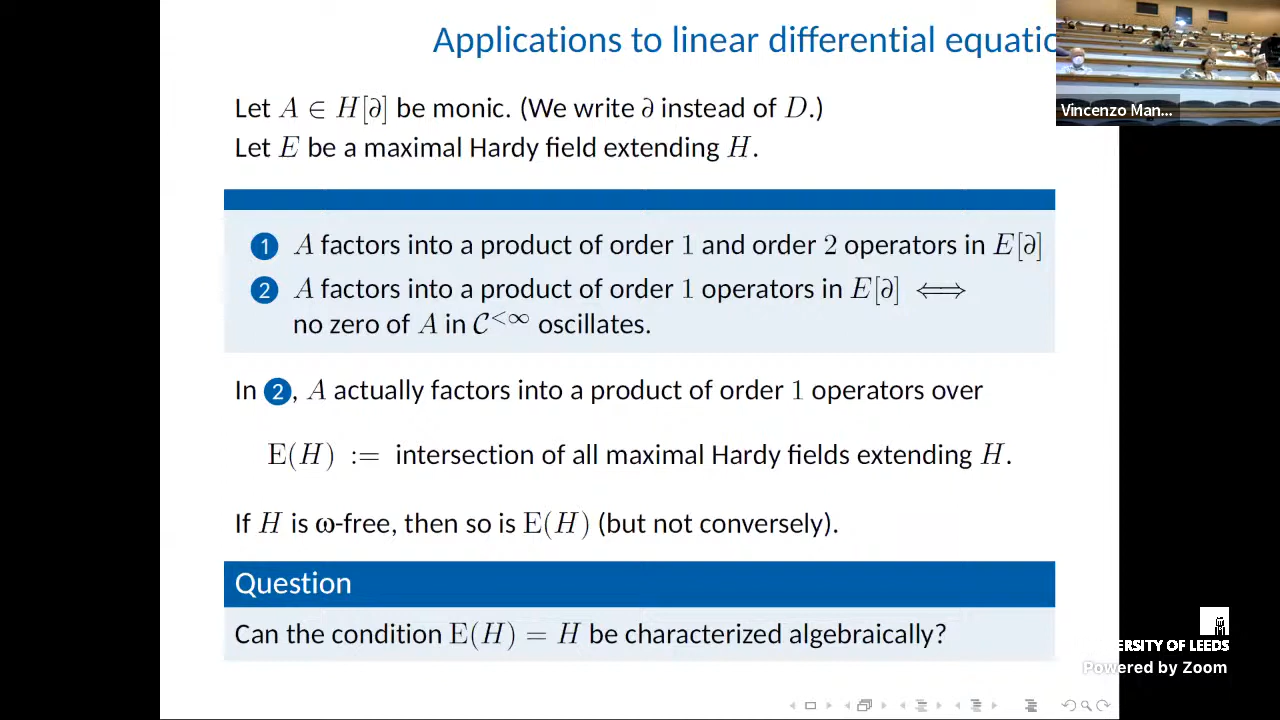 Applications to linear differential equatio
Vincenzo Man...
Let A ∈ H[∂] be monic. (We write ∂ instead of D.)
Let E be a maximal Hardy field extending H.
1 A factors into a product of order 1 and order 2 operators in E[∂]
2 A factors into a product of order 1 operators in E[∂] ⟺
no zero of A in 𝒞^{<∞} oscillates.
In 2, A actually factors into a product of order 1 operators over
E(H) := intersection of all maximal Hardy fields extending H.
If H is ω-free, then so is E(H) (but not conversely).
Question
Can the condition E(H) = H be characterized algebraically?
ERSITY OF LEEDS
Powered by Zoom